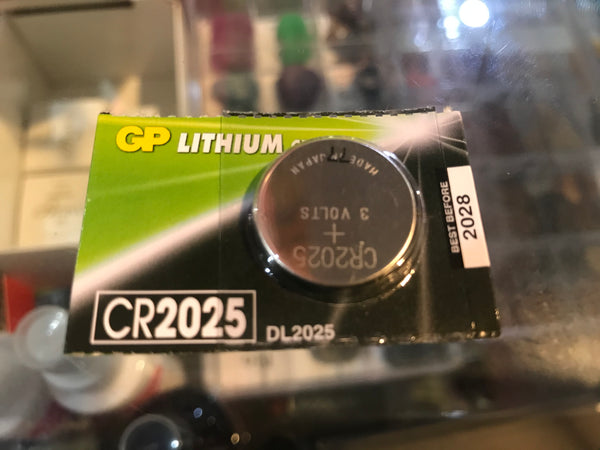 GP LITHIUM
MADE IN JAPAN
3 VOLTS
+
CR2025
BEST BEFORE
2028
CR2025
DL2025